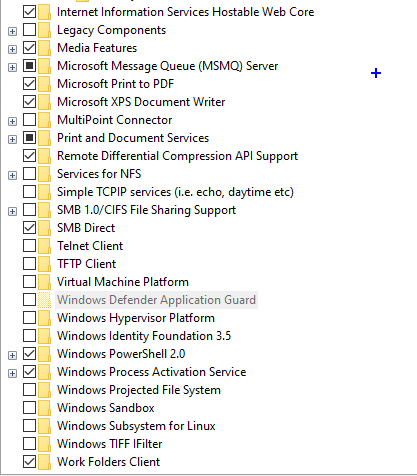 Internet Information Services Hostable Web Core
Legacy Components
Media Features
Microsoft Message Queue (MSMQ) Server
Microsoft Print to PDF
Microsoft XPS Document Writer
MultiPoint Connector
Print and Document Services
Remote Differential Compression API Support
Services for NFS
Simple TCPIP services (i.e. echo, daytime etc)
SMB 1.0/CIFS File Sharing Support
SMB Direct
Telnet Client
TFTP Client
Virtual Machine Platform
Windows Defender Application Guard
Windows Hypervisor Platform
Windows Identity Foundation 3.5
Windows PowerShell 2.0
Windows Process Activation Service
Windows Projected File System
Windows Sandbox
Windows Subsystem for Linux
Windows TIFF IFilter
Work Folders Client